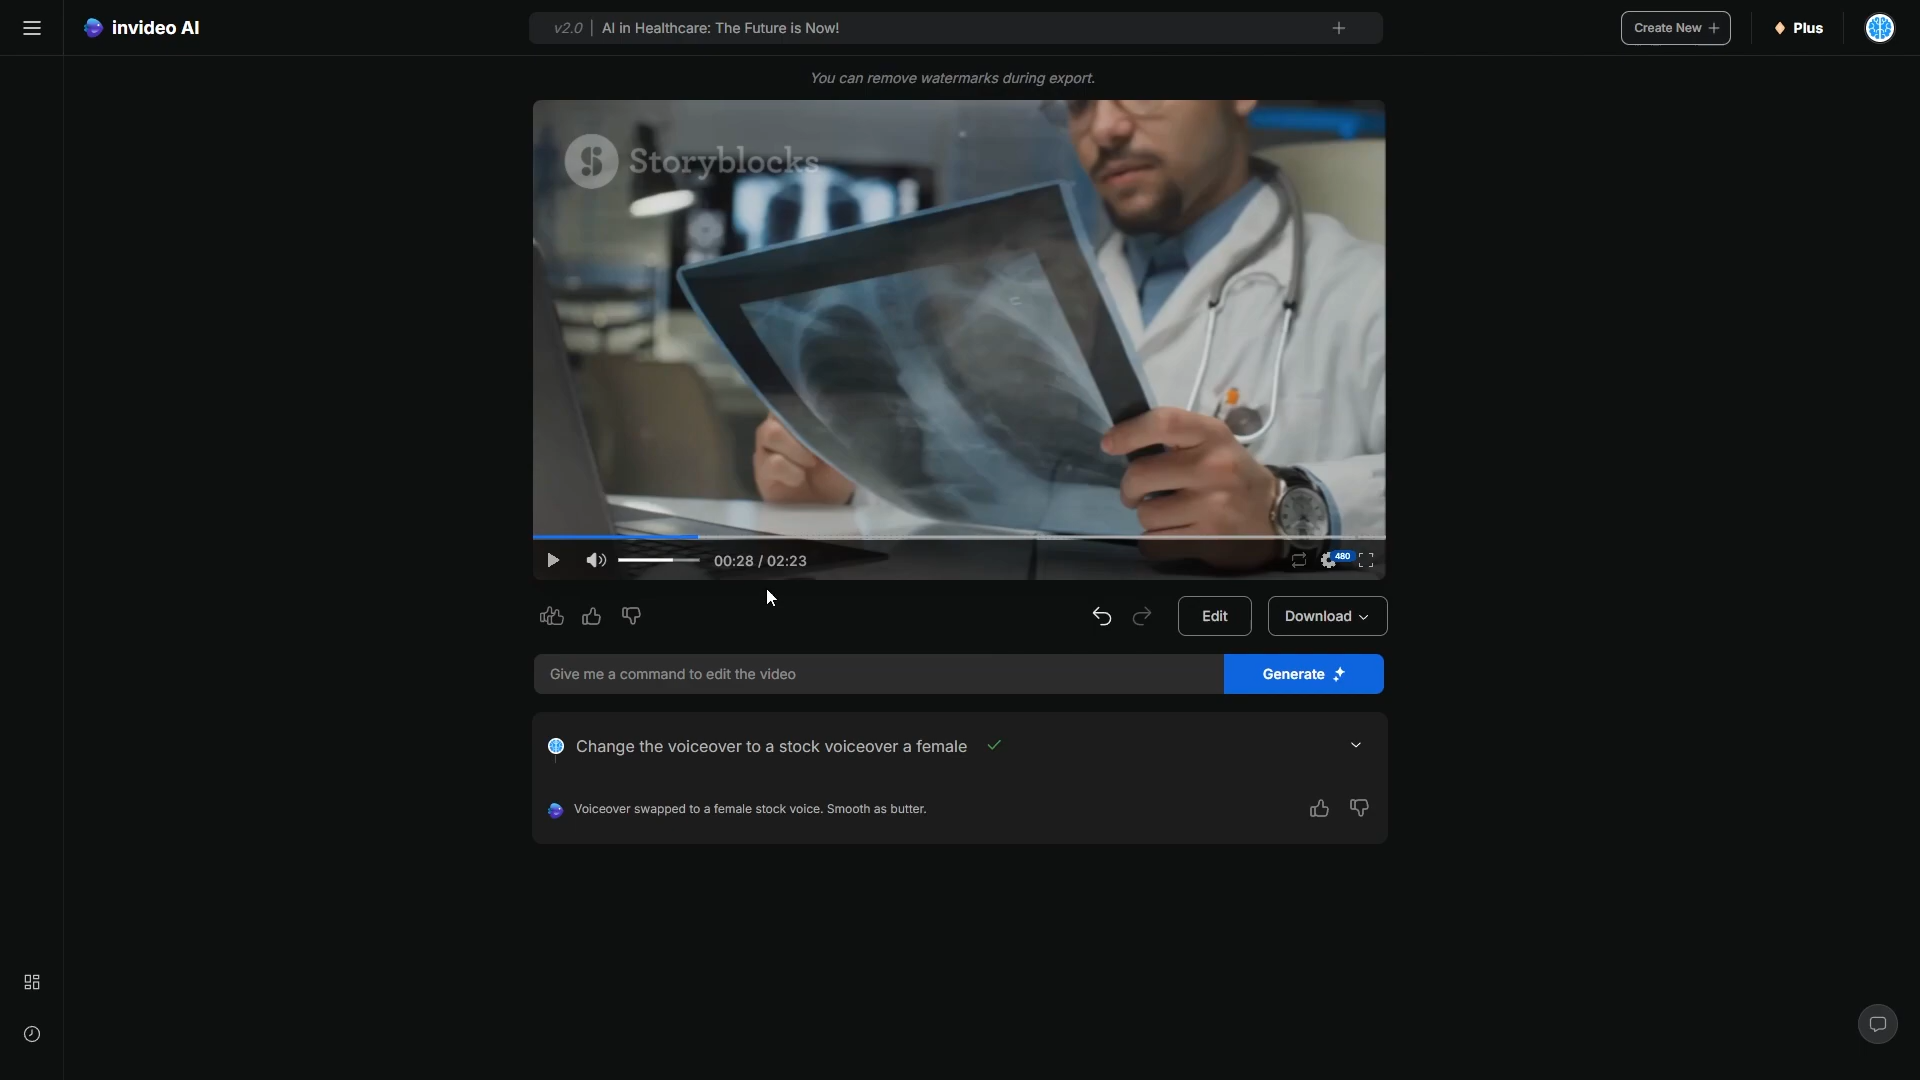 invideo AI
v2.0 | AI in Healthcare: The Future is Now!
Create New
Plus
You can remove watermarks during export.
Storyblocks
00:28 / 02:23
480
Edit
Download
Give me a command to edit the video
Generate
Change the voiceover to a stock voiceover a female
Voiceover swapped to a female stock voice. Smooth as butter.